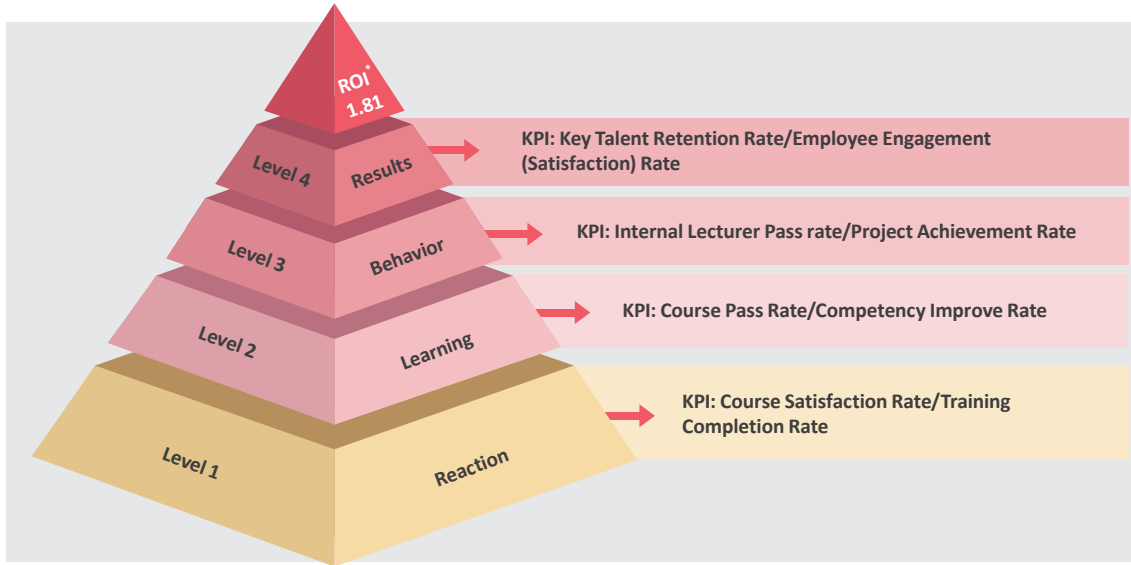 ROI*
1.81
Level 4
Results
KPI: Key Talent Retention Rate/Employee Engagement
(Satisfaction) Rate
Level 3
Behavior
KPI: Internal Lecturer Pass rate/Project Achievement Rate
Level 2
Learning
KPI: Course Pass Rate/Competency Improve Rate
Level 1
Reaction
KPI: Course Satisfaction Rate/Training
Completion Rate